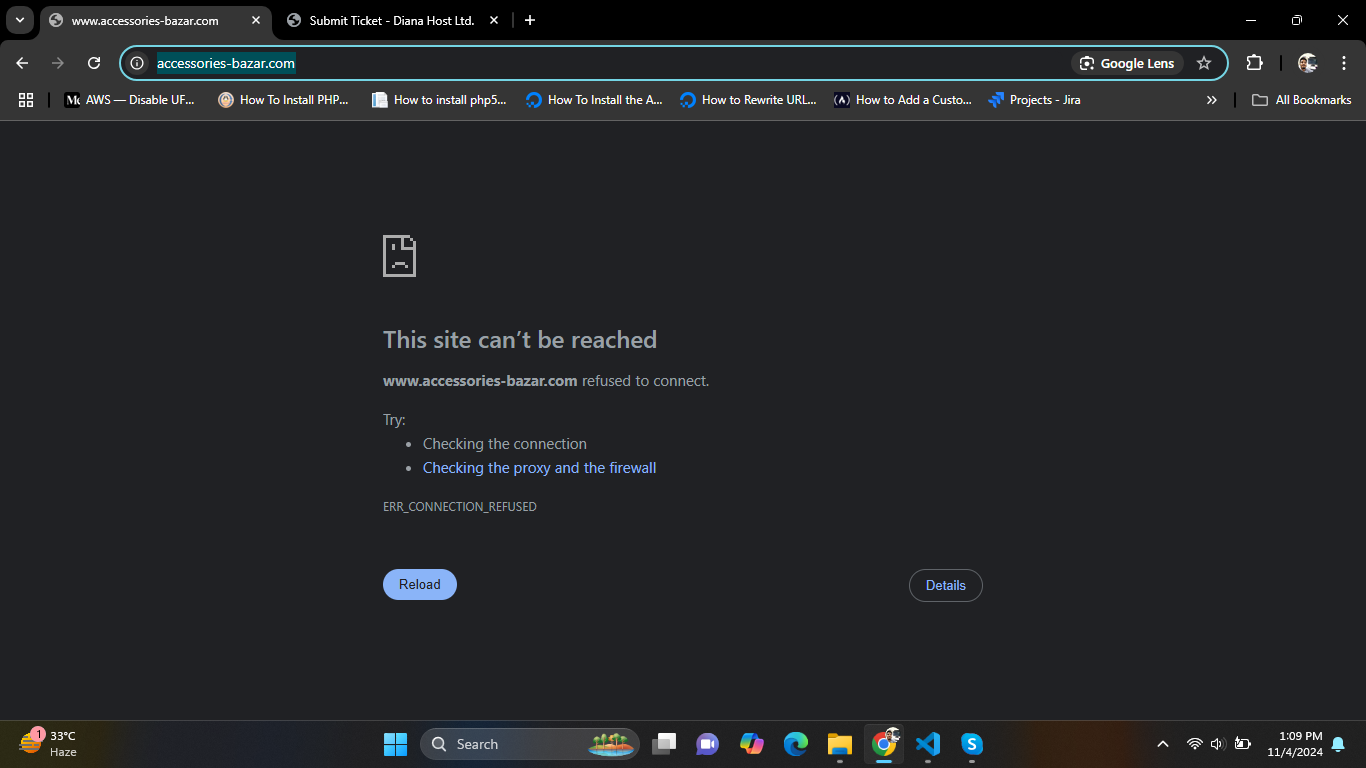 www.accessories-bazar.com
Submit Ticket - Diana Host Ltd.
accessories-bazar.com
Google Lens
AWS — Disable UF...
How To Install PHP...
How to install php5...
How To Install the A...
How to Rewrite URL...
How to Add a Custo...
Projects - Jira
All Bookmarks
This site can't be reached
www.accessories-bazar.com refused to connect.
Try:
Checking the connection
Checking the proxy and the firewall
ERR_CONNECTION_REFUSED
Reload
Details
1
33°C
Haze
Search
1:09 PM
11/4/2024